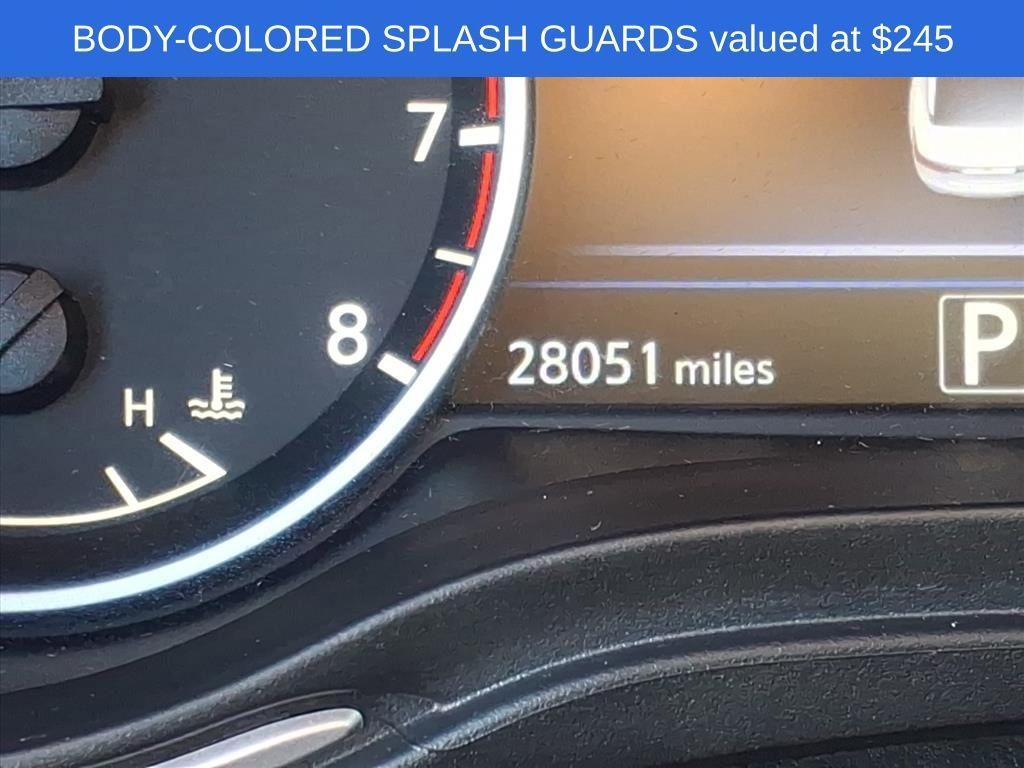 BODY-COLORED SPLASH GUARDS valued at $245
7
8
28051 miles
P
H